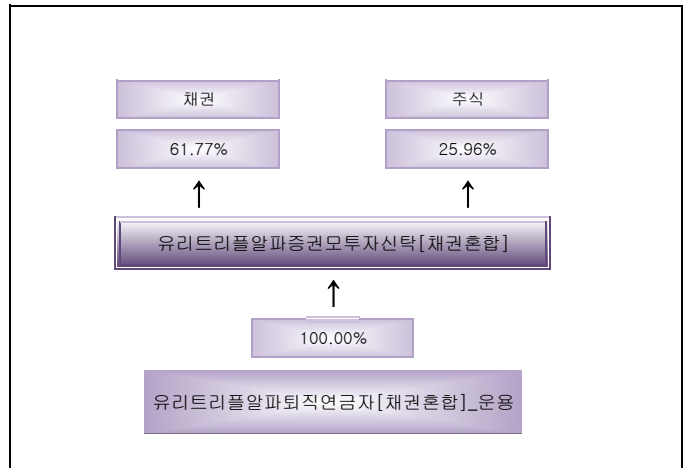 채권
주식
61.77%
25.96%
유리트리플알파증권모투자신탁[채권혼합]
100.00%
유리트리플알파퇴직연금자[채권혼합]_운용